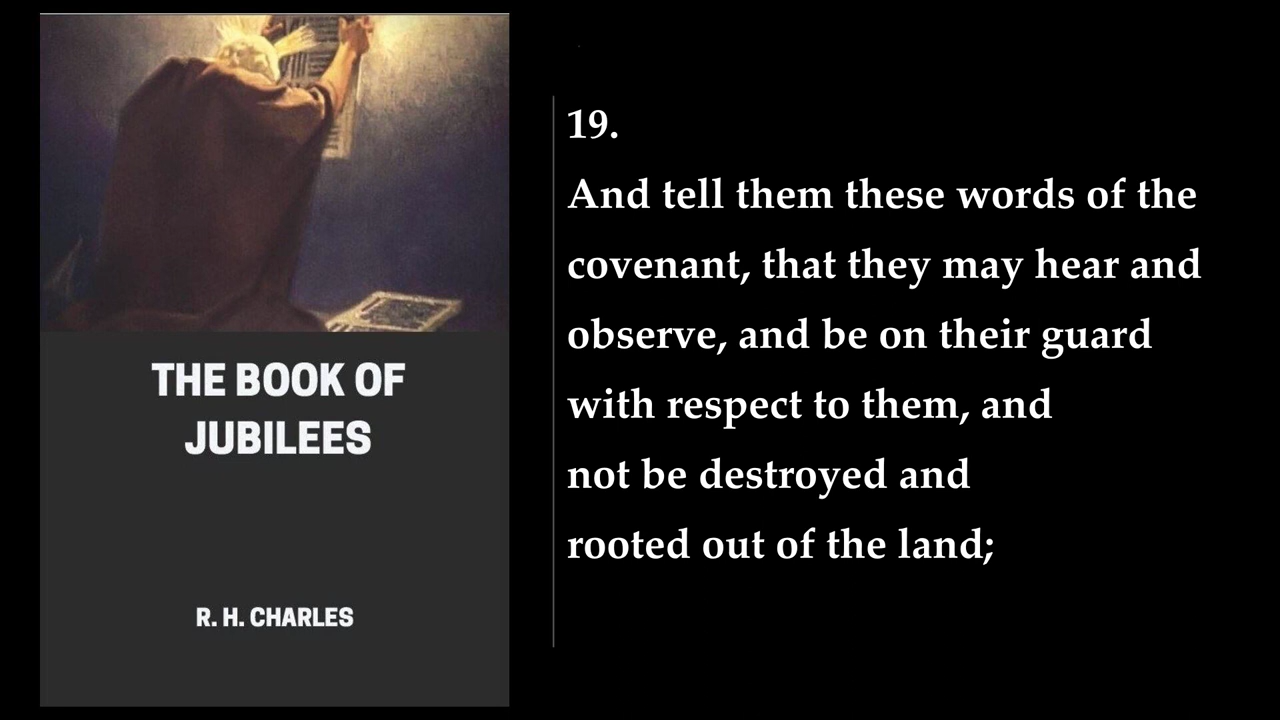 THE BOOK OF
JUBILEES
R. H. CHARLES
19.
And tell them these words of the
covenant, that they may hear and
observe, and be on their guard
with respect to them, and
not be destroyed and
rooted out of the land;